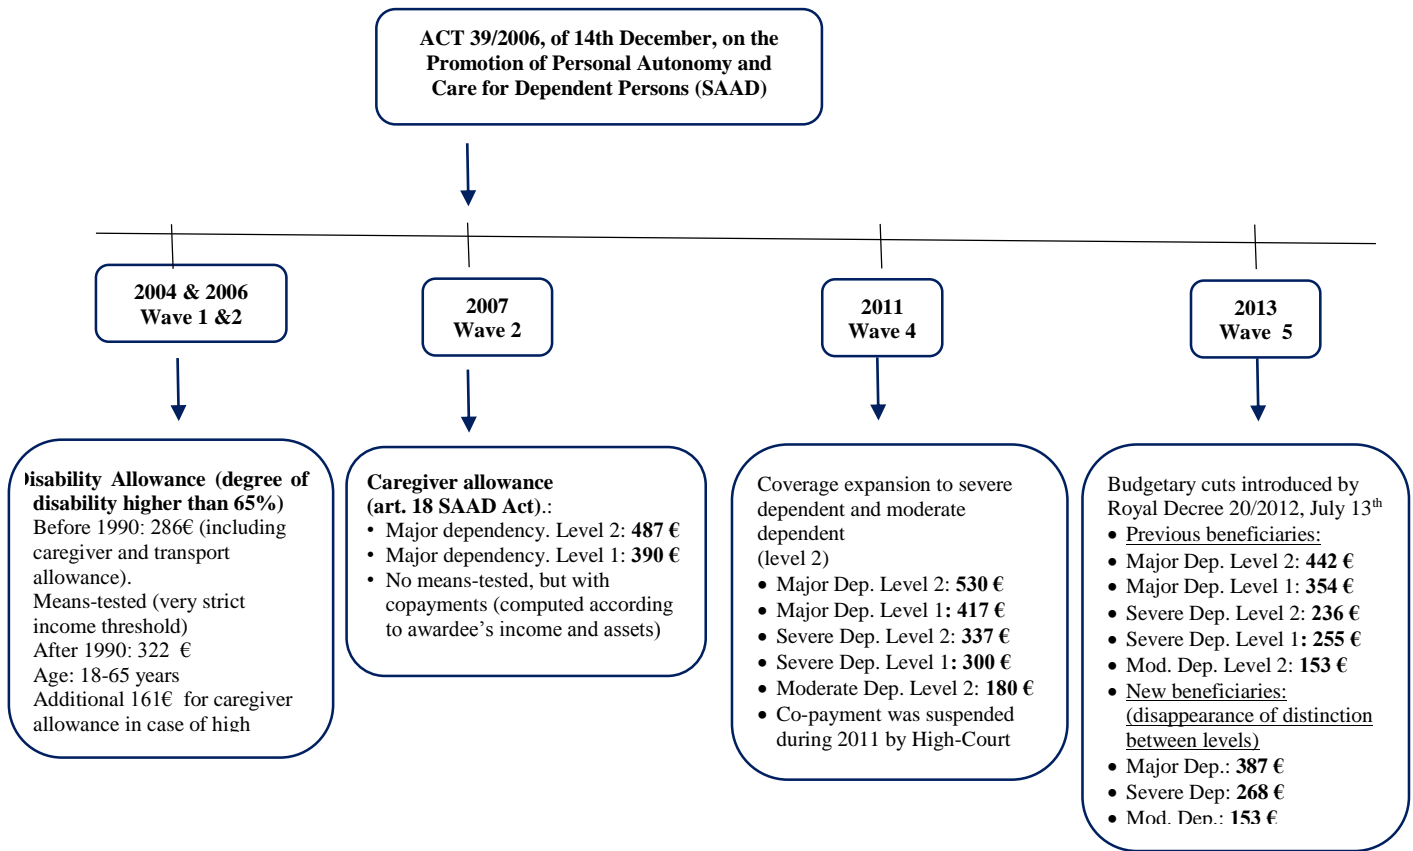 ACT 39/2006, of 14th December, on the
Promotion of Personal Autonomy and
Care for Dependent Persons (SAAD)
2004 & 2006
Wave 1 &2
2007
Wave 2
2011
Wave 4
2013
Wave 5
Disability Allowance (degree of
disability higher than 65%)
Before 1990: 286€ (including
caregiver and transport
allowance).
Means-tested (very strict
income threshold)
After 1990: 322 €
Age: 18-65 years
Additional 161€ for caregiver
allowance in case of high
Caregiver allowance
(art. 18 SAAD Act).:
• Major dependency. Level 2: 487 €
• Major dependency. Level 1: 390 €
• No means-tested, but with
copayments (computed according
to awardee's income and assets)
Coverage expansion to severe
dependent and moderate
dependent
(level 2)
• Major Dep. Level 2: 530 €
• Major Dep. Level 1: 417 €
• Severe Dep. Level 2: 337 €
• Severe Dep. Level 1: 300 €
• Moderate Dep. Level 2: 180 €
• Co-payment was suspended
during 2011 by High-Court
Budgetary cuts introduced by
Royal Decree 20/2012, July 13th
• Previous beneficiaries:
• Major Dep. Level 2: 442 €
• Major Dep. Level 1: 354 €
• Severe Dep. Level 2: 236 €
• Severe Dep. Level 1: 255 €
• Mod. Dep. Level 2: 153 €
• New beneficiaries:
(disappearance of distinction
between levels)
• Major Dep.: 387 €
• Severe Dep: 268 €
• Mod. Dep.: 153 €